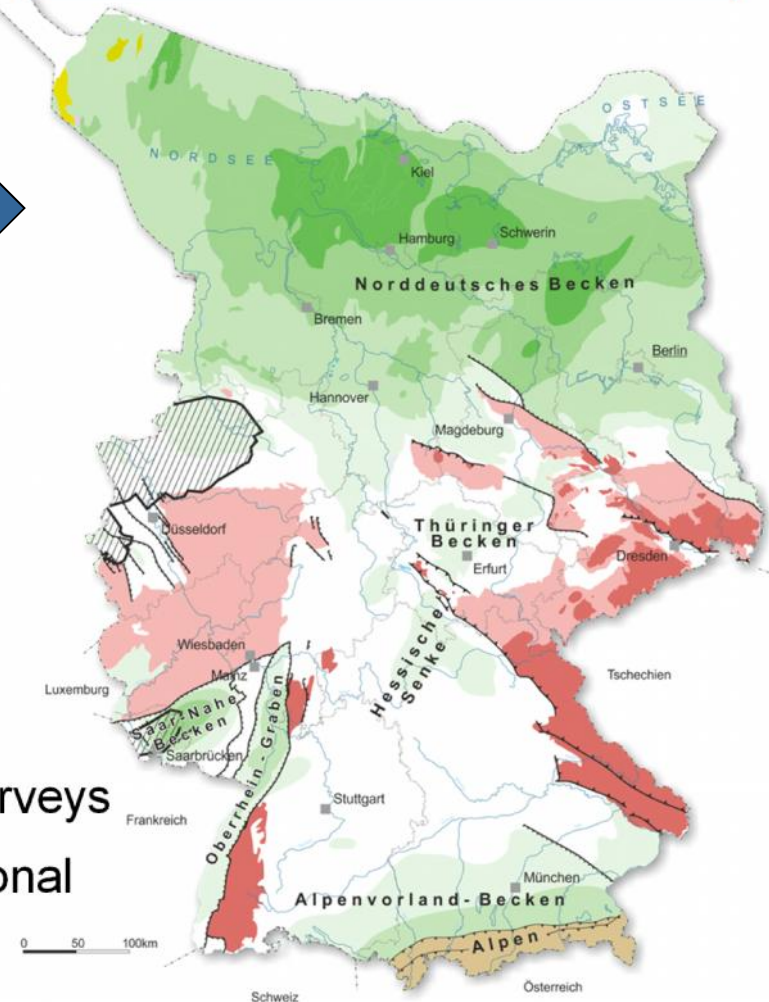 OSTSEE
NORDSEE
Kiel
Hamburg
Schwerin
Norddeutsches Becken
Bremen
Berlin
Hannover
Magdeburg
Düsseldorf
Thüringer
Becken
Erfurt
Dresden
Wiesbaden
Mainz
Hessische
Senke
Tschechien
Luxemburg
Saar-Nahe
Becken
Saarbrücken
Oberrhein-Graben
Stuttgart
Frankreich
rveys
onal
München
Alpenvorland-Becken
Alpen
0 50 100km
Schweiz
Österreich